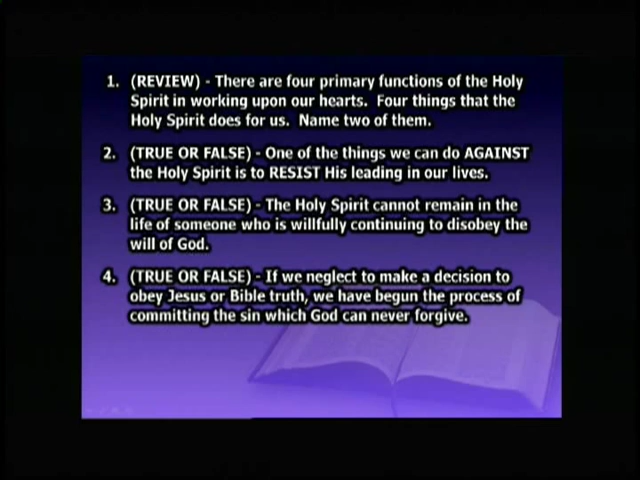 1. (REVIEW) - There are four primary functions of the Holy
Spirit in working upon our hearts. Four things that the
Holy Spirit does for us. Name two of them.
2. (TRUE OR FALSE) - One of the things we can do AGAINST
the Holy Spirit is to RESIST His leading in our lives.
3. (TRUE OR FALSE) - The Holy Spirit cannot remain in the
life of someone who is willfully continuing to disobey the
will of God.
4. (TRUE OR FALSE) - If we neglect to make a decision to
obey Jesus or Bible truth, we have begun the process of
committing the sin which God can never forgive.